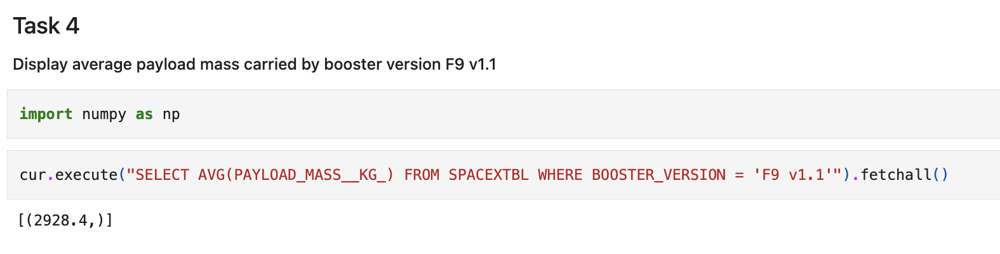 Task 4
Display average payload mass carried by booster version F9 v1.1
import numpy as np
cur.execute("SELECT AVG(PAYLOAD_MASS__KG_) FROM SPACEXTBL WHERE BOOSTER_VERSION = 'F9 v1.1'").fetchall()
[(2928.4,)]